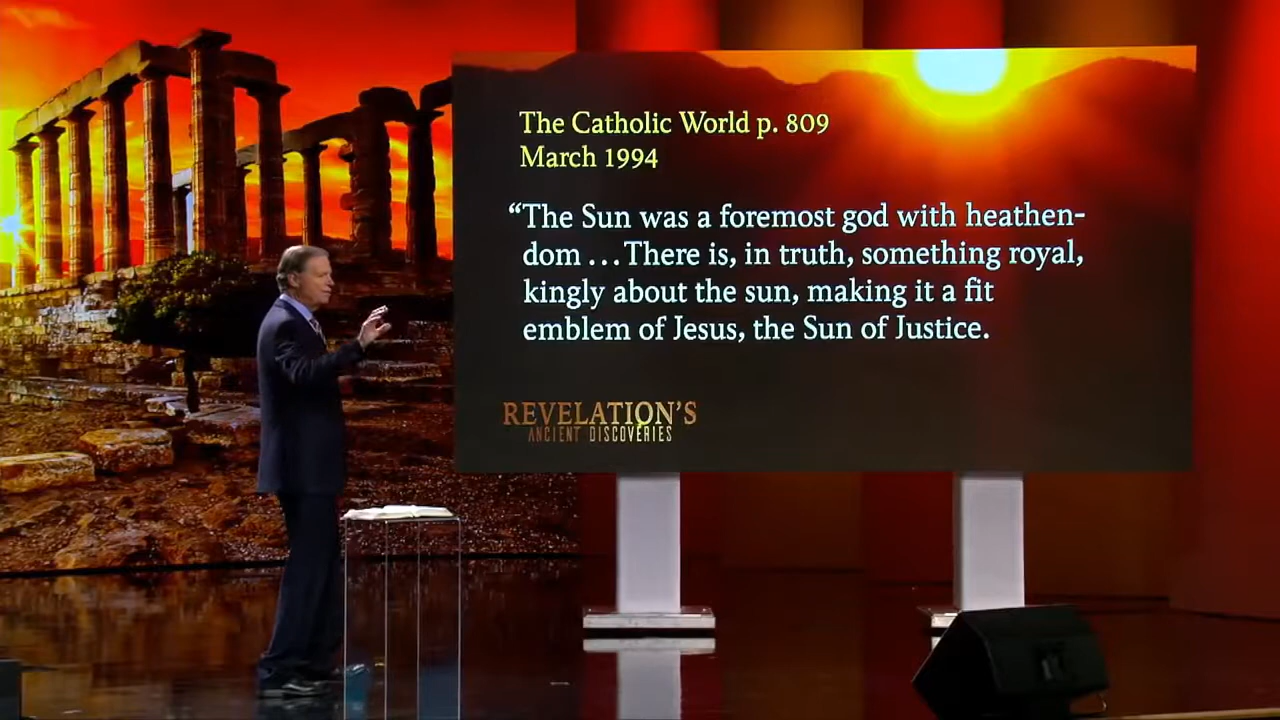 The Catholic World p. 809
March 1994
“The Sun was a foremost god with heathen-
dom . . . There is, in truth, something royal,
kingly about the sun, making it a fit
emblem of Jesus, the Sun of Justice.
REVELATION'S
ANCIENT DISCOVERIES